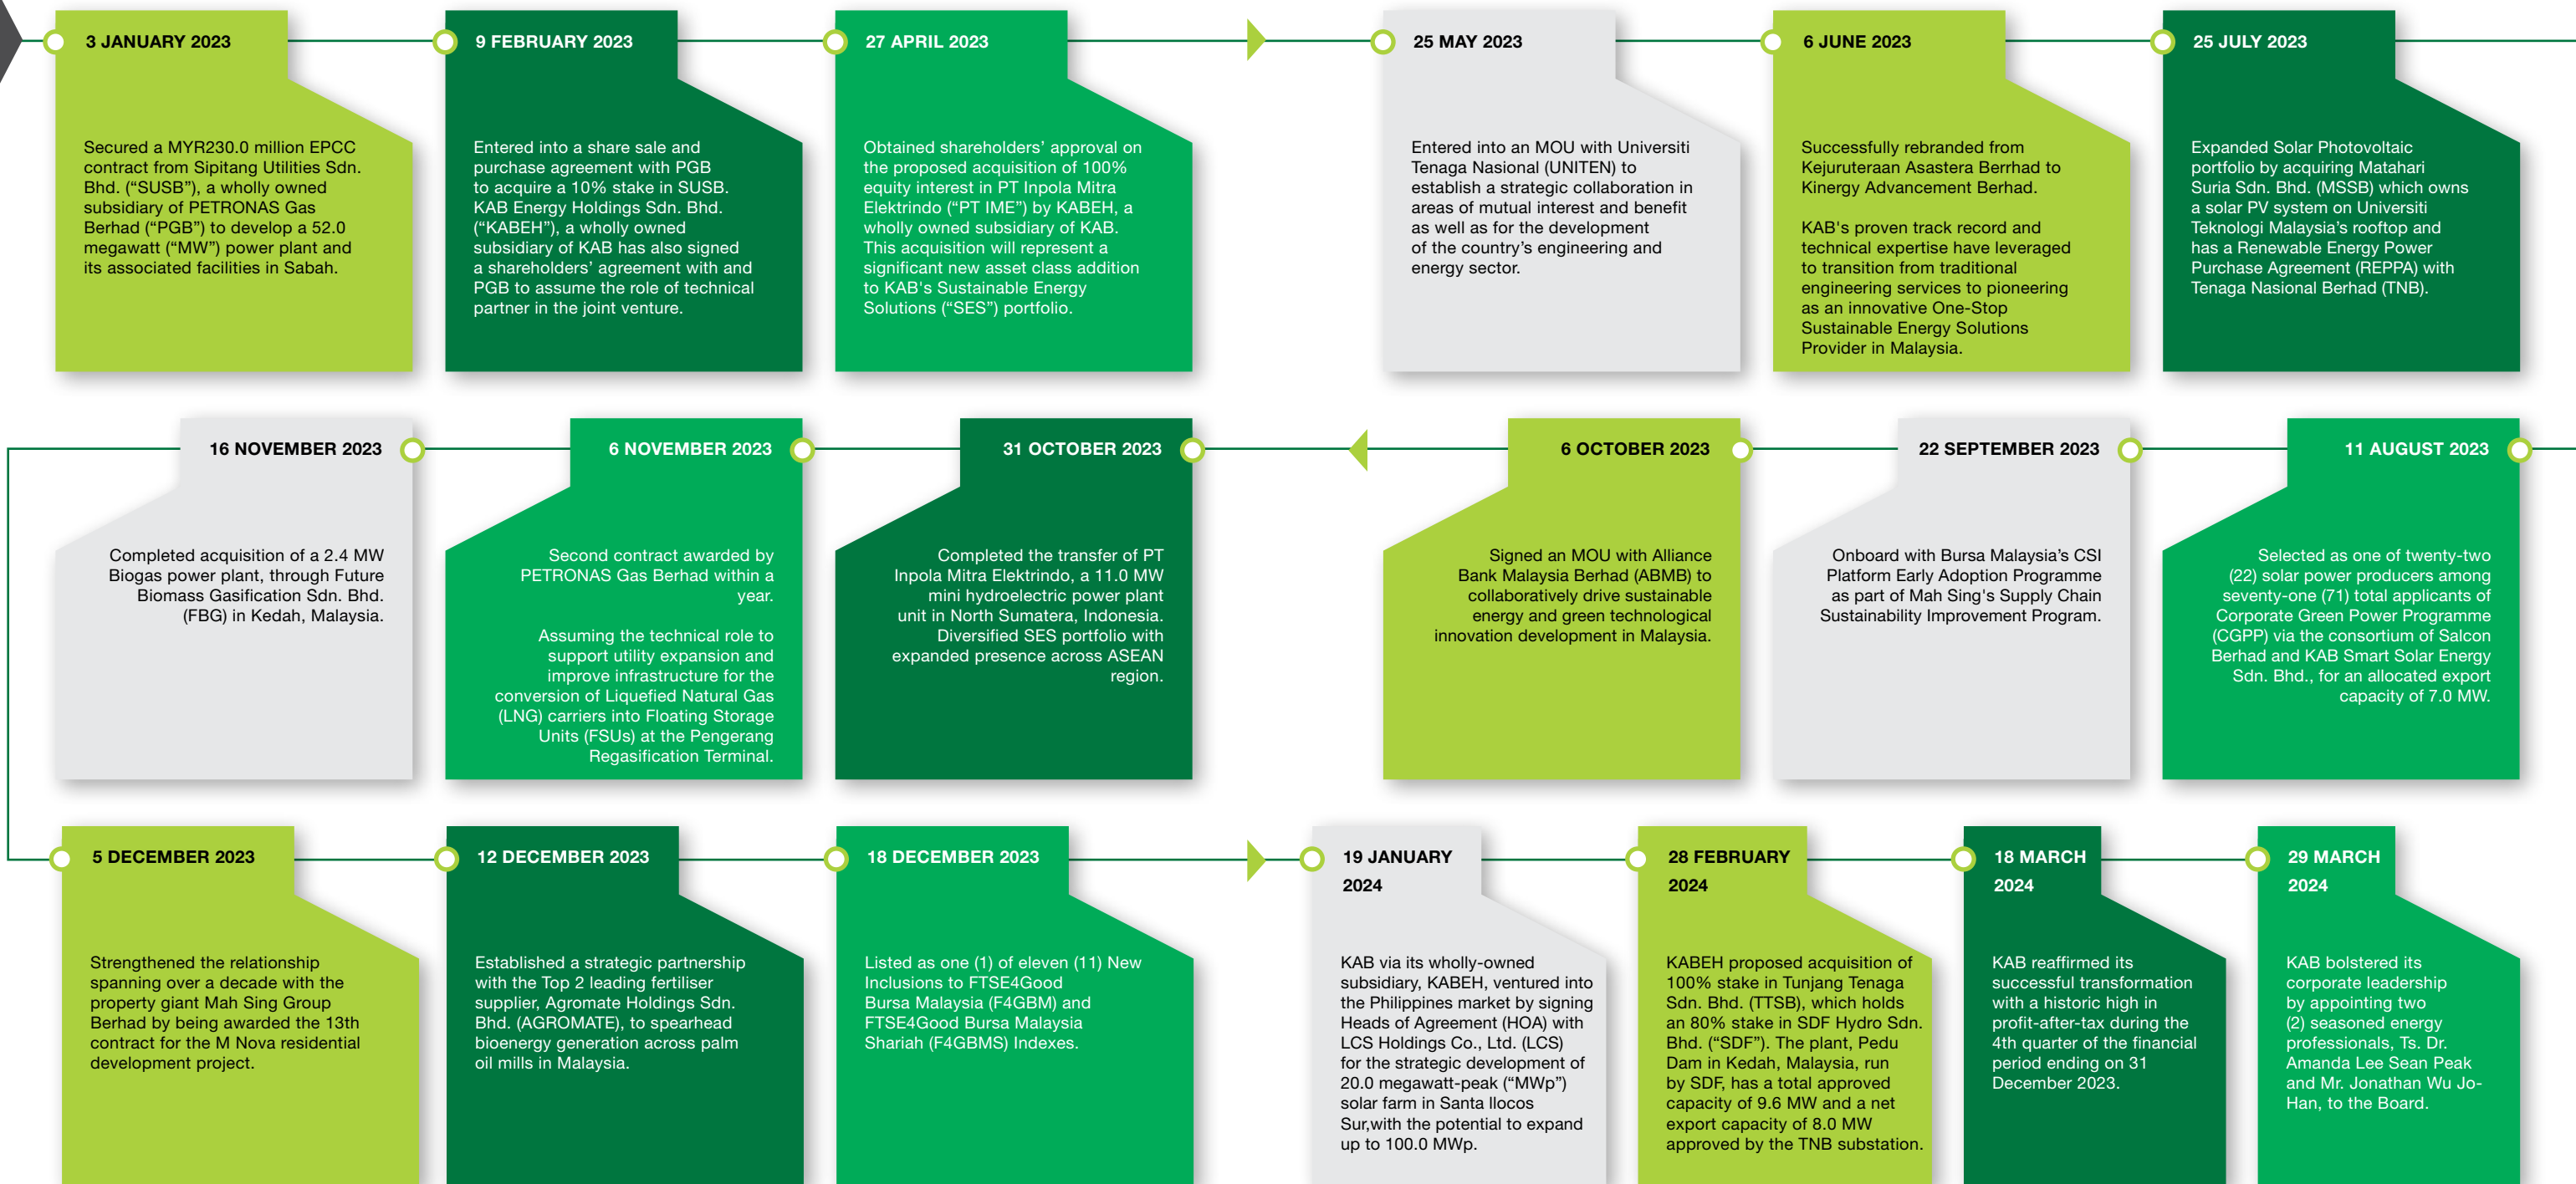 3 JANUARY 2023
Secured a MYR230.0 million EPCC
contract from Sipitang Utilities Sdn.
Bhd. (“SUSB”), a wholly owned
subsidiary of PETRONAS Gas
Berhad (“PGB”) to develop a 52.0
megawatt (“MW”) power plant and
its associated facilities in Sabah.
9 FEBRUARY 2023
Entered into a share sale and
purchase agreement with PGB
to acquire a 10% stake in SUSB.
KAB Energy Holdings Sdn. Bhd.
(“KABEH”), a wholly owned
subsidiary of KAB has also signed
a shareholders’ agreement with and
PGB to assume the role of technical
partner in the joint venture.
27 APRIL 2023
Obtained shareholders’ approval on
the proposed acquisition of 100%
equity interest in PT Inpola Mitra
Elektrindo (“PT IME”) by KABEH, a
wholly owned subsidiary of KAB.
This acquisition will represent a
significant new asset class addition
to KAB's Sustainable Energy
Solutions (“SES”) portfolio.
25 MAY 2023
Entered into an MOU with Universiti
Tenaga Nasional (UNITEN) to
establish a strategic collaboration in
areas of mutual interest and benefit
as well as for the development
of the country’s engineering and
energy sector.
6 JUNE 2023
Successfully rebranded from
Kejuruteraan Asastera Berrhad to
Kinergy Advancement Berhad.
KAB's proven track record and
technical expertise have leveraged
to transition from traditional
engineering services to pioneering
as an innovative One-Stop
Sustainable Energy Solutions
Provider in Malaysia.
25 JULY 2023
Expanded Solar Photovoltaic
portfolio by acquiring Matahari
Suria Sdn. Bhd. (MSSB) which owns
a solar PV system on Universiti
Teknologi Malaysia’s rooftop and
has a Renewable Energy Power
Purchase Agreement (REPPA) with
Tenaga Nasional Berhad (TNB).
11 AUGUST 2023
Selected as one of twenty-two
(22) solar power producers among
seventy-one (71) total applicants of
Corporate Green Power Programme
(CGPP) via the consortium of Salcon
Berhad and KAB Smart Solar Energy
Sdn. Bhd., for an allocated export
capacity of 7.0 MW.
22 SEPTEMBER 2023
Onboard with Bursa Malaysia’s CSI
Platform Early Adoption Programme
as part of Mah Sing's Supply Chain
Sustainability Improvement Program.
6 OCTOBER 2023
Signed an MOU with Alliance
Bank Malaysia Berhad (ABMB) to
collaboratively drive sustainable
energy and green technological
innovation development in Malaysia.
31 OCTOBER 2023
Completed the transfer of PT
Inpola Mitra Elektrindo, a 11.0 MW
mini hydroelectric power plant
unit in North Sumatera, Indonesia.
Diversified SES portfolio with
expanded presence across ASEAN
region.
6 NOVEMBER 2023
Second contract awarded by
PETRONAS Gas Berhad within a
year.
Assuming the technical role to
support utility expansion and
improve infrastructure for the
conversion of Liquefied Natural Gas
(LNG) carriers into Floating Storage
Units (FSUs) at the Pengerang
Regasification Terminal.
16 NOVEMBER 2023
Completed acquisition of a 2.4 MW
Biogas power plant, through Future
Biomass Gasification Sdn. Bhd.
(FBG) in Kedah, Malaysia.
5 DECEMBER 2023
Strengthened the relationship
spanning over a decade with the
property giant Mah Sing Group
Berhad by being awarded the 13th
contract for the M Nova residential
development project.
12 DECEMBER 2023
Established a strategic partnership
with the Top 2 leading fertiliser
supplier, Agromate Holdings Sdn.
Bhd. (AGROMATE), to spearhead
bioenergy generation across palm
oil mills in Malaysia.
18 DECEMBER 2023
Listed as one (1) of eleven (11) New
Inclusions to FTSE4Good
Bursa Malaysia (F4GBM) and
FTSE4Good Bursa Malaysia
Shariah (F4GBMS) Indexes.
19 JANUARY
2024
KAB via its wholly-owned
subsidiary, KABEH, ventured into
the Philippines market by signing
Heads of Agreement (HOA) with
LCS Holdings Co., Ltd. (LCS)
for the strategic development of
20.0 megawatt-peak (“MWp”)
solar farm in Santa Ilocos
Sur,with the potential to expand
up to 100.0 MWp.
28 FEBRUARY
2024
KABEH proposed acquisition of
100% stake in Tunjang Tenaga
Sdn. Bhd. (TTSB), which holds
an 80% stake in SDF Hydro Sdn.
Bhd. (“SDF”). The plant, Pedu
Dam in Kedah, Malaysia, run
by SDF, has a total approved
capacity of 9.6 MW and a net
export capacity of 8.0 MW
approved by the TNB substation.
18 MARCH
2024
KAB reaffirmed its
successful transformation
with a historic high in
profit-after-tax during the
4th quarter of the financial
period ending on 31
December 2023.
29 MARCH
2024
KAB bolstered its
corporate leadership
by appointing two
(2) seasoned energy
professionals, Ts. Dr.
Amanda Lee Sean Peak
and Mr. Jonathan Wu Jo-
Han, to the Board.